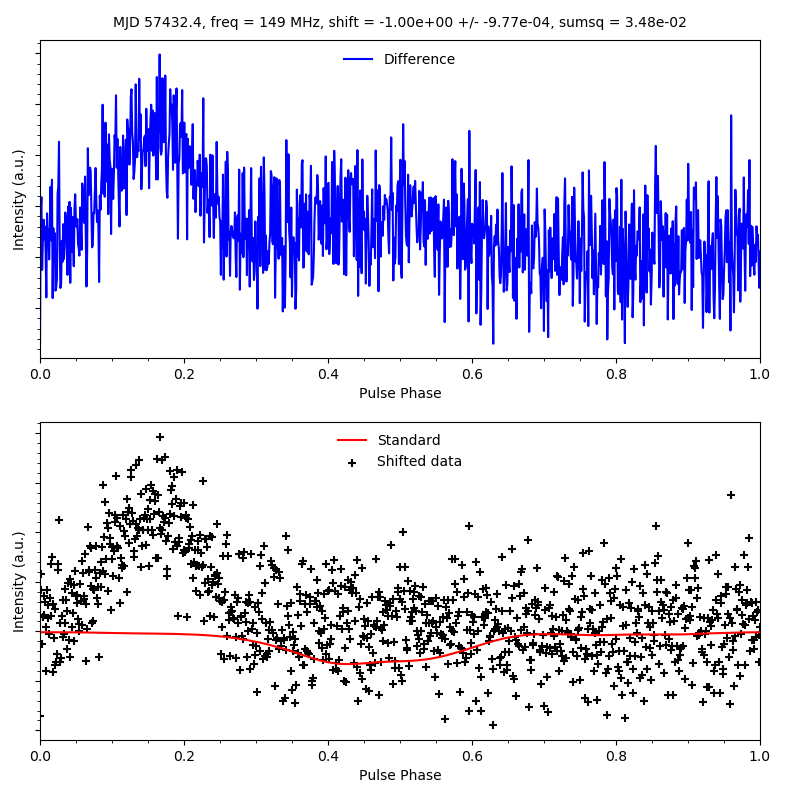 MJD 57432.4, freq = 149 MHz, shift = -1.00e+00 +/- -9.77e-04, sumsq = 3.48e-02
Difference
Intensity (a.u.)
0.0 0.2 0.4 0.6 0.8 1.0
Pulse Phase
Standard
Shifted data
Intensity (a.u.)
0.0 0.2 0.4 0.6 0.8 1.0
Pulse Phase